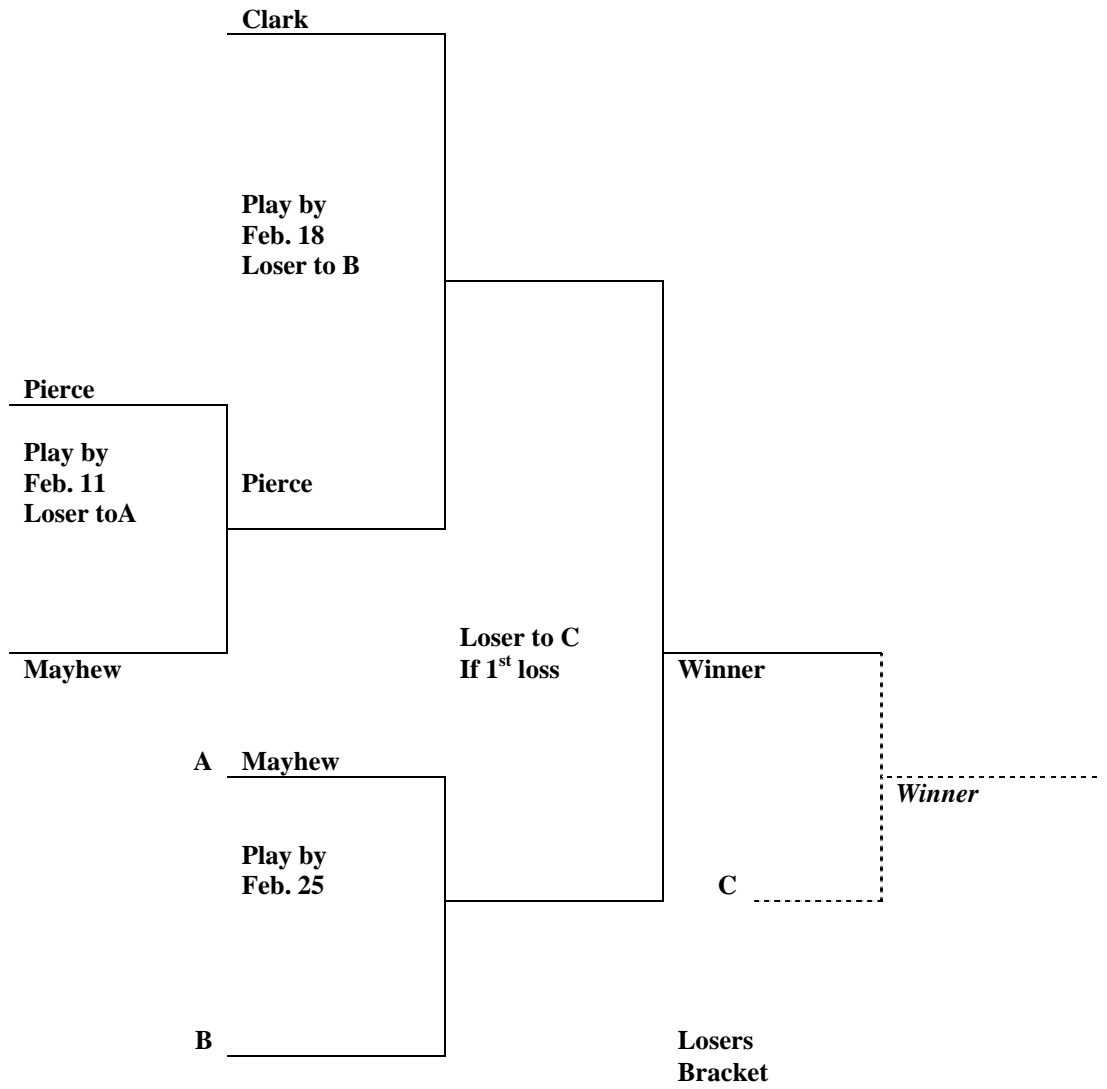 Clark
Play by
Feb. 18
Loser to B
Pierce
Play by
Feb. 11
Loser toA
Pierce
Mayhew
Loser to C
If 1st loss
Winner
A Mayhew
Winner
Play by
Feb. 25
C
B
Losers
Bracket